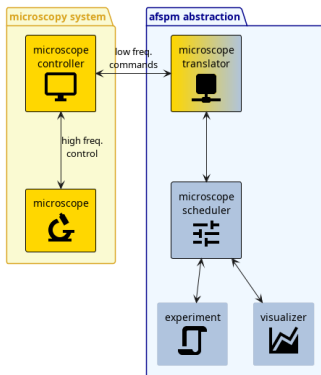 microscopy system
afspm abstraction
microscope
controller
low freq.
commands
microscope
translator
high freq.
control
microscope
microscope
scheduler
experiment
visualizer